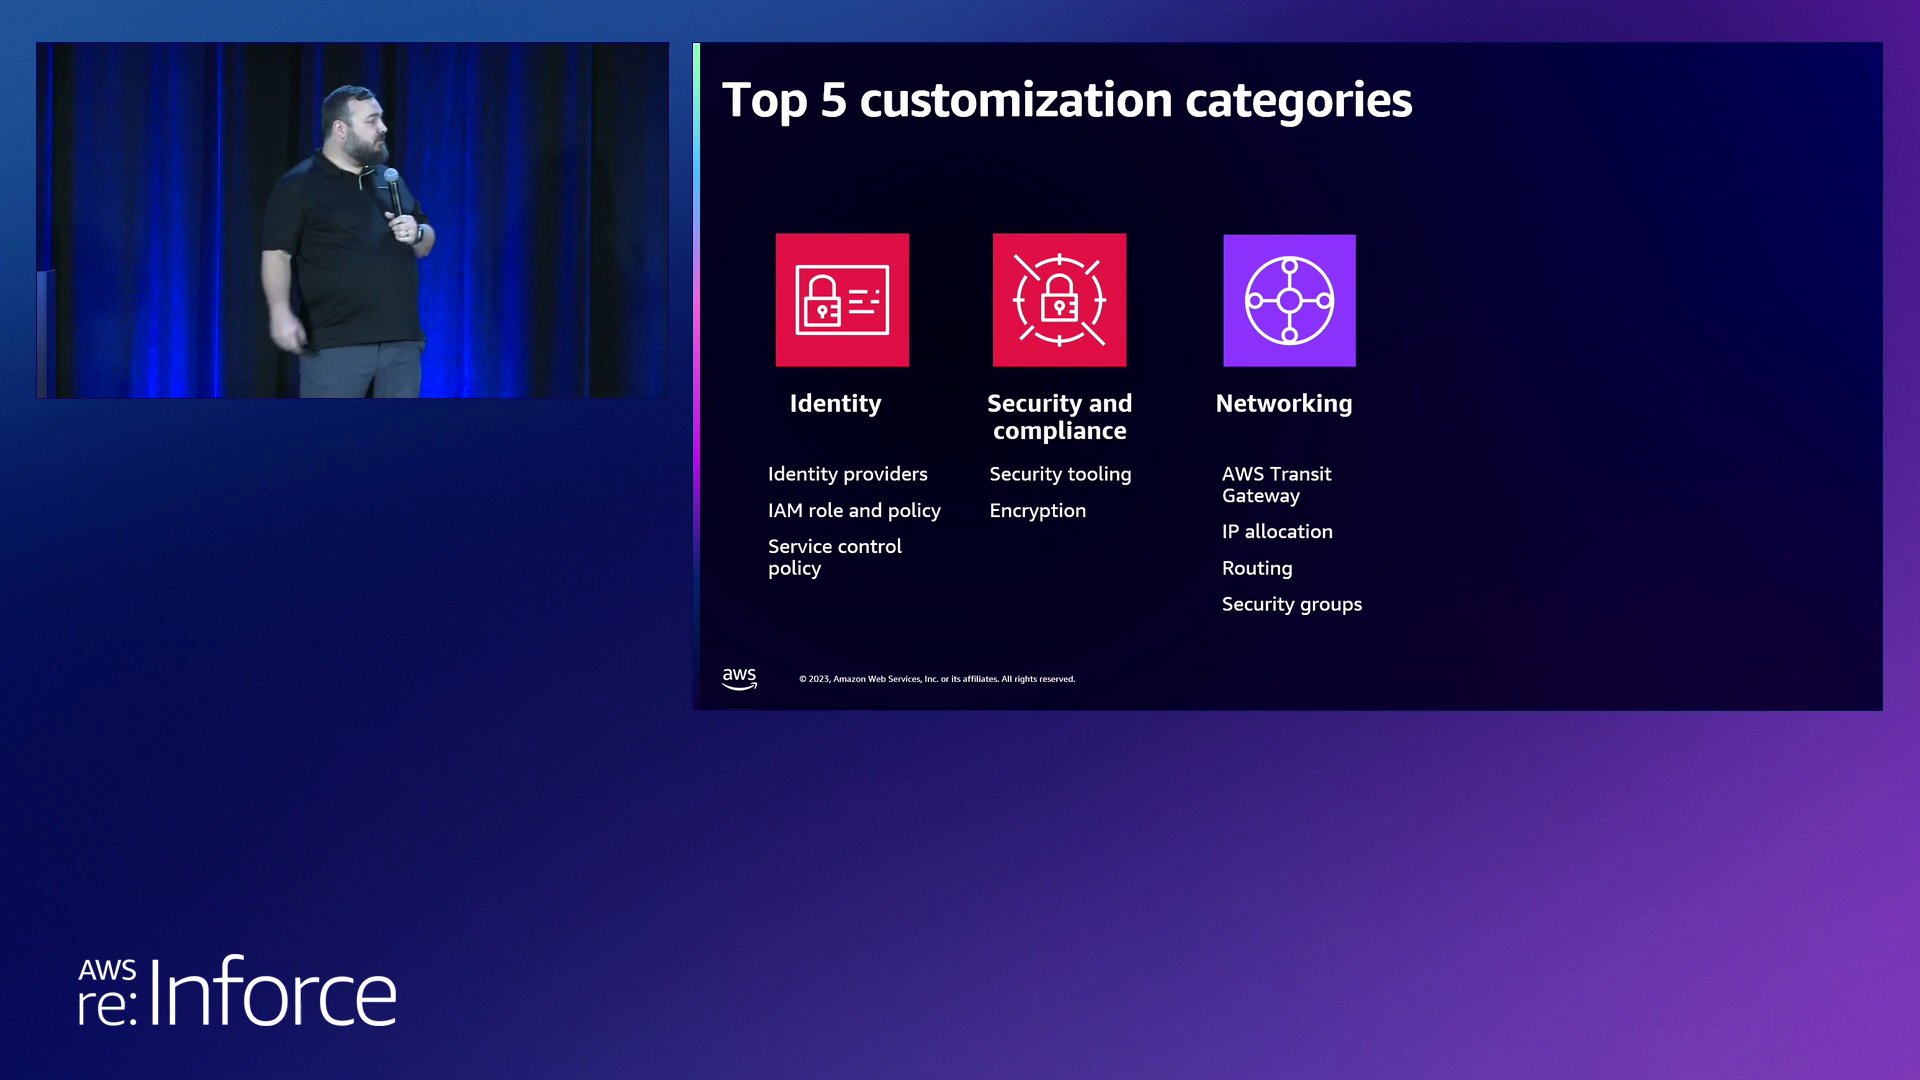 Top 5 customization categories
Identity
Identity providers
IAM role and policy
Service control
policy
Security and
compliance
Security tooling
Encryption
Networking
AWS Transit
Gateway
IP allocation
Routing
Security groups
aws
© 2023, Amazon Web Services, Inc. or its affiliates. All rights reserved.
AWS
re:Inforce